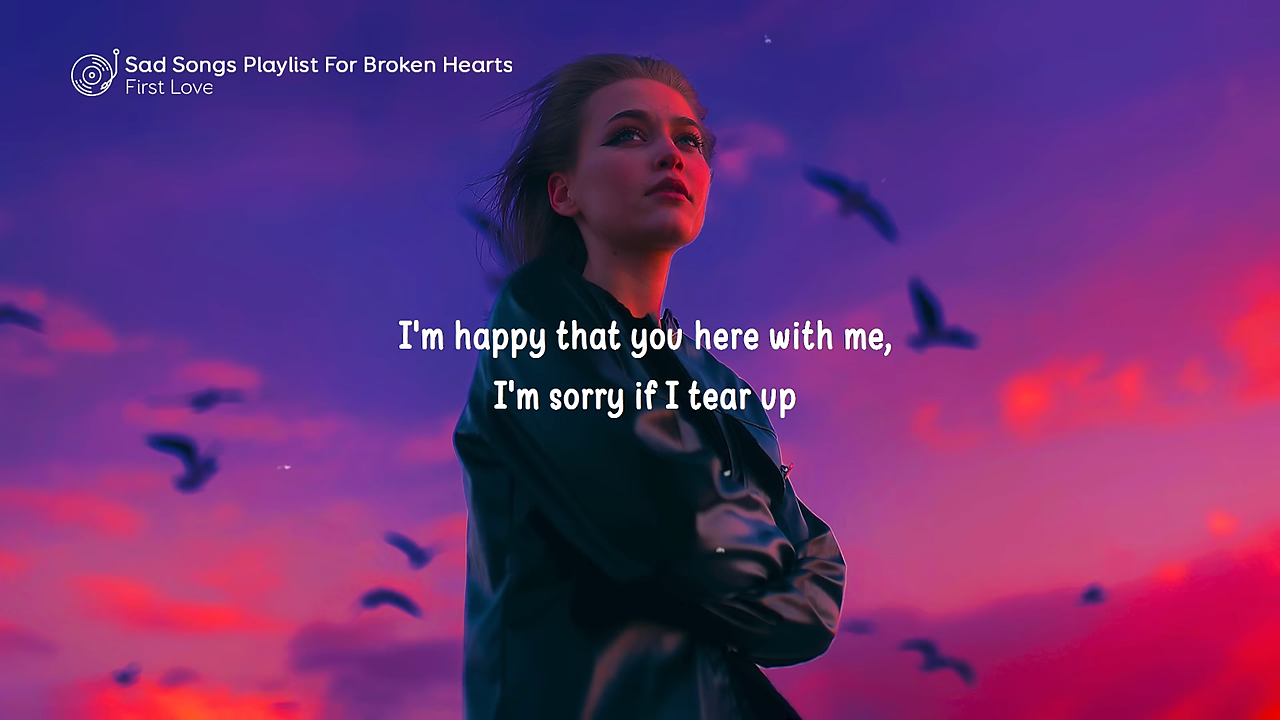 Sad Songs Playlist For Broken Hearts
First Love
I'm happy that you here with me,
I'm sorry if I tear up